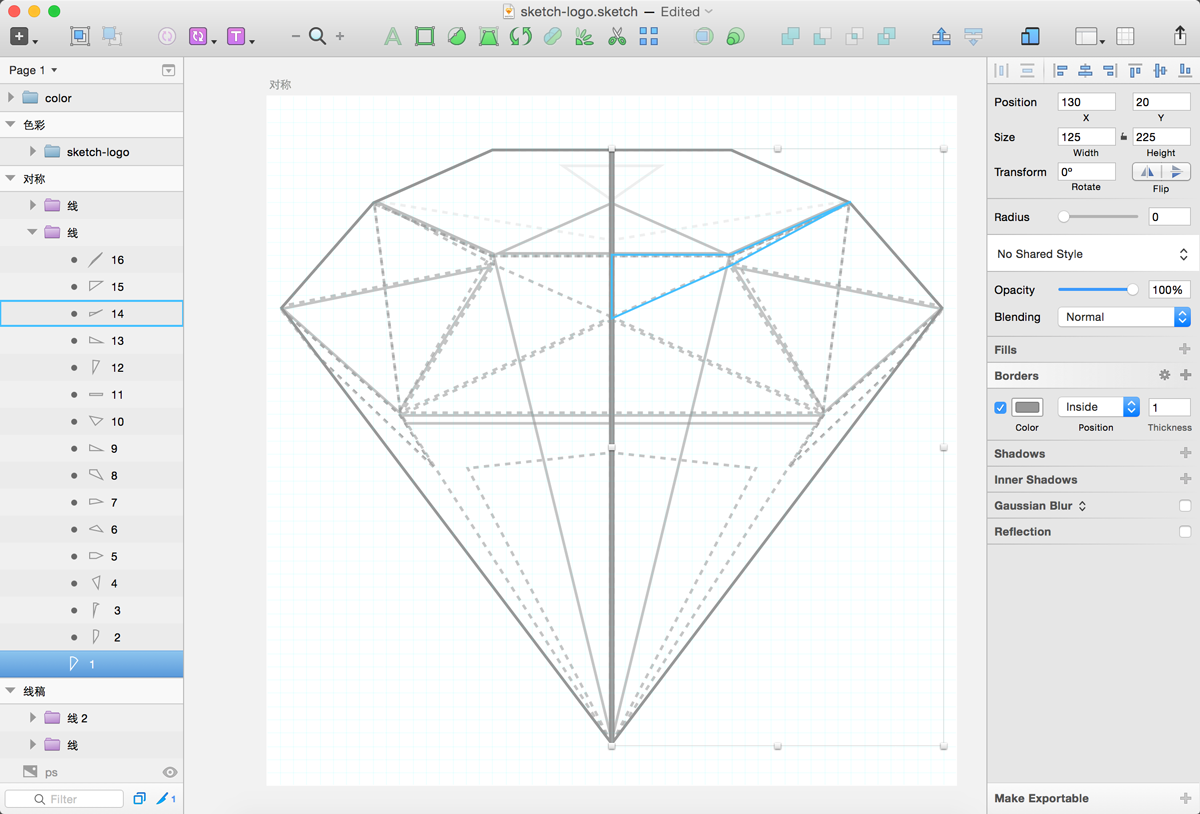 sketch-logo.sketch — Edited
Page 1
color
色彩
sketch-logo
对称
线
线
16
15
14
13
12
11
10
9
8
7
6
5
4
3
2
1
线稿
线 2
线
ps
Filter
1
对称
Position
130
20
X
Y
Size
125
225
Width
Height
Transform
0º
Rotate
Flip
Radius
0
No Shared Style
Opacity
100%
Blending
Normal
Fills
Borders
Inside
1
Color
Position
Thickness
Shadows
Inner Shadows
Gaussian Blur
Reflection
Make Exportable